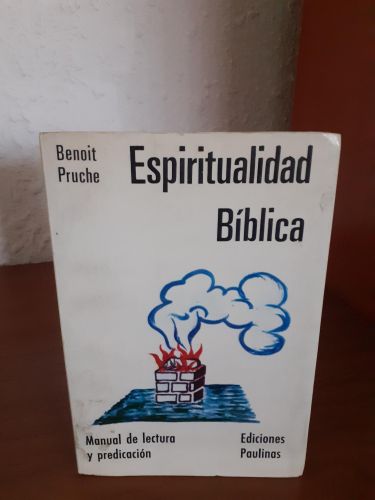 Benoit
Pruche
Espiritualidad
Bíblica
Manual de lectura
y predicación
Ediciones
Paulinas